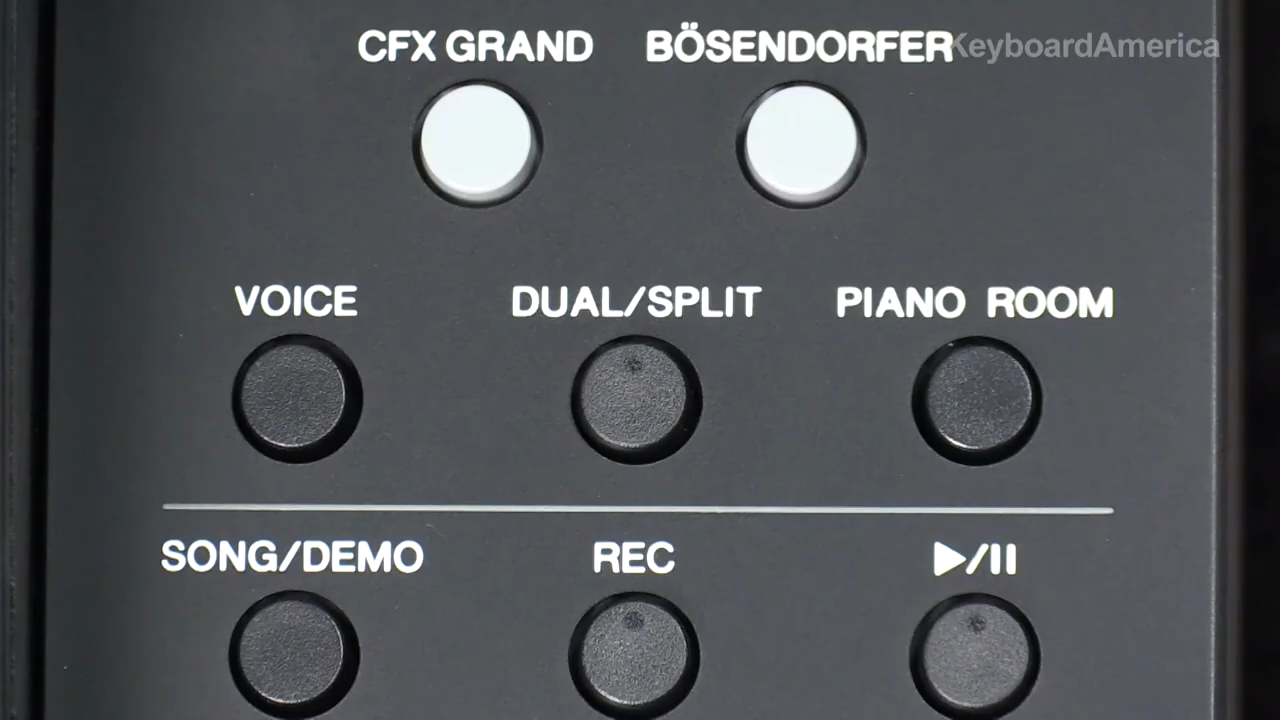 CFX GRAND BÖSENDORFER KeyboardAmerica
VOICE DUAL/SPLIT PIANO ROOM
SONG/DEMO REC ▶/II